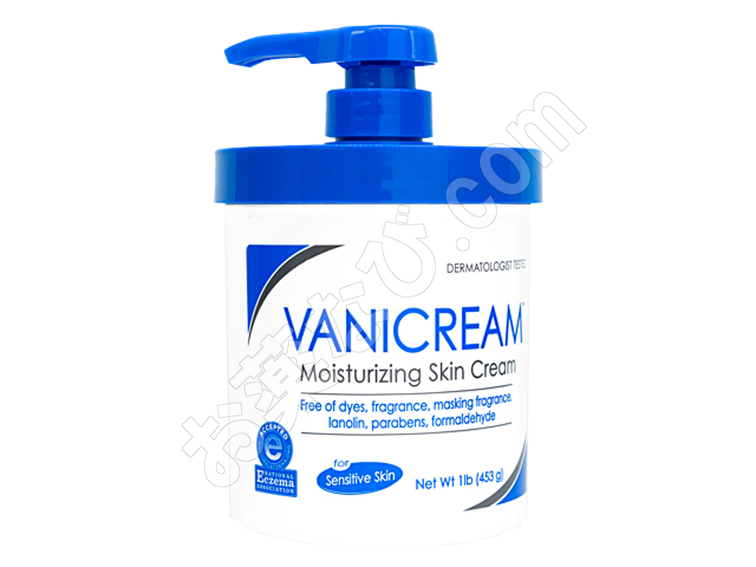 DERMATOLOGIST TESTED
VANICREAM™
Moisturizing Skin Cream
Free of dyes, fragrance, masking fragrance,
lanolin, parabens, formaldehyde
ACCEPTED
e
NATIONAL
Eczema
ASSOCIATION
for
Sensitive Skin
Net Wt 1lb (453 g)
お薬なび.com